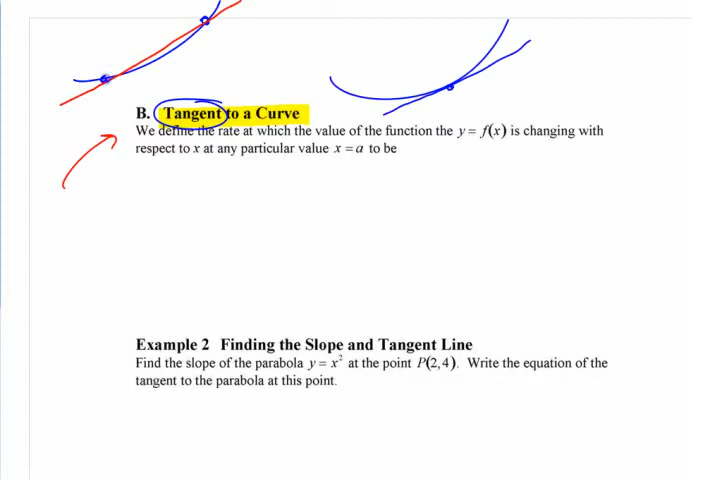 B. Tangent to a Curve
We define the rate at which the value of the function the y = f(x) is changing with
respect to x at any particular value x = a to be
Example 2 Finding the Slope and Tangent Line
Find the slope of the parabola y = x² at the point P(2,4). Write the equation of the
tangent to the parabola at this point.